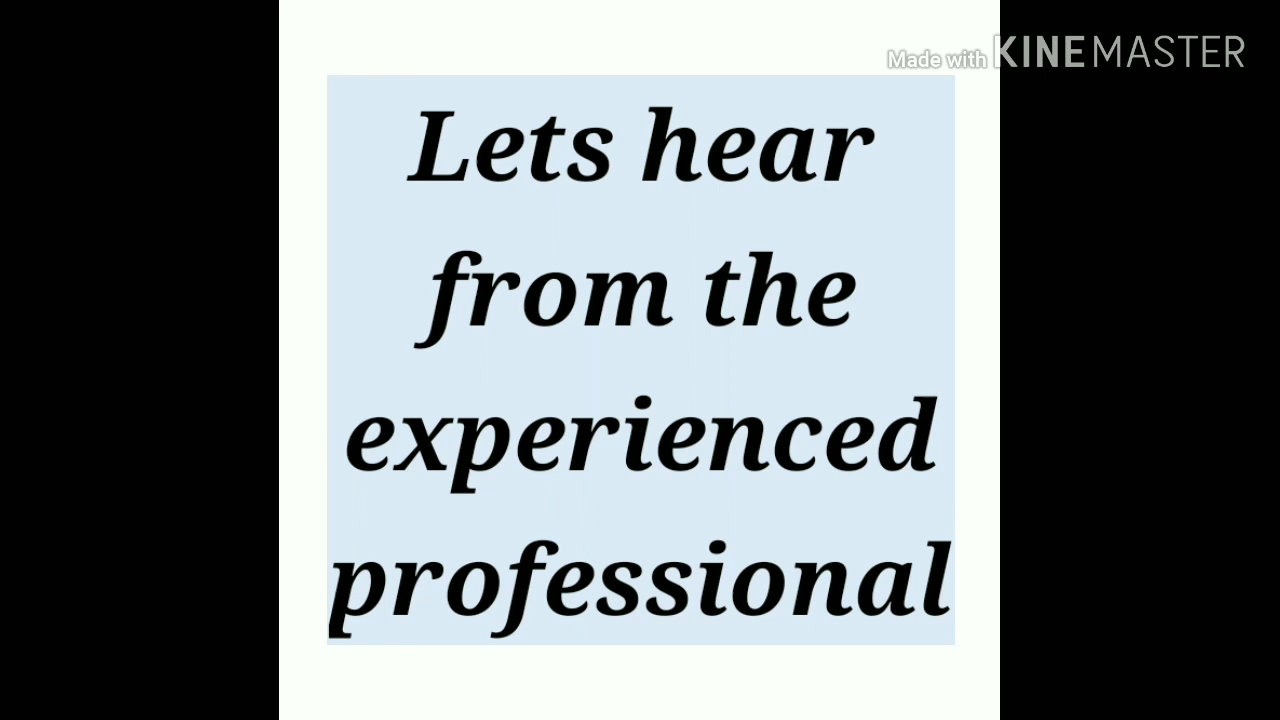 Made with KINEMASTER
Lets hear
from the
experienced
professional